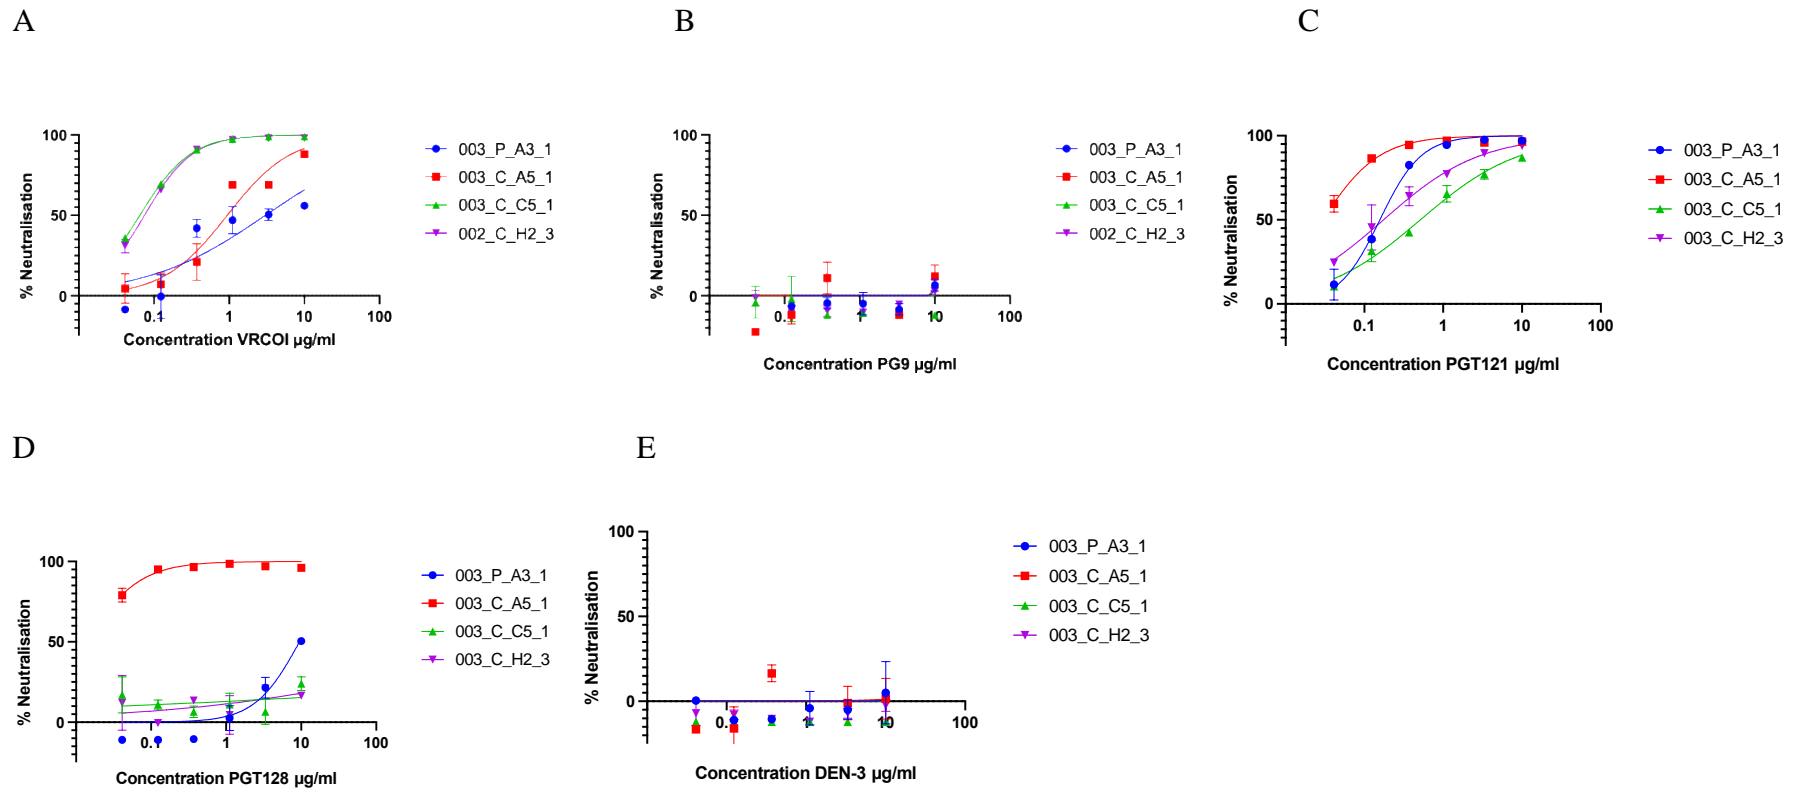 A
B
C
100
50
0
% Neutralisation
0.1
1
10
100
Concentration VRCOI µg/ml
003_P_A3_1
003_C_A5_1
003_C_C5_1
002_C_H2_3
100
50
0
% Neutralisation
0.1
1
10
100
Concentration PG9 µg/ml
003_P_A3_1
003_C_A5_1
003_C_C5_1
002_C_H2_3
100
50
0
% Neutralisation
0.1
1
10
100
Concentration PGT121 µg/ml
003_P_A3_1
003_C_A5_1
003_C_C5_1
003_C_H2_3
D
E
100
50
0
% Neutralisation
0.1
1
10
100
Concentration PGT128 µg/ml
003_P_A3_1
003_C_A5_1
003_C_C5_1
003_C_H2_3
100
50
0
% Neutralisation
0.1
1
10
100
Concentration DEN-3 µg/ml
003_P_A3_1
003_C_A5_1
003_C_C5_1
003_C_H2_3